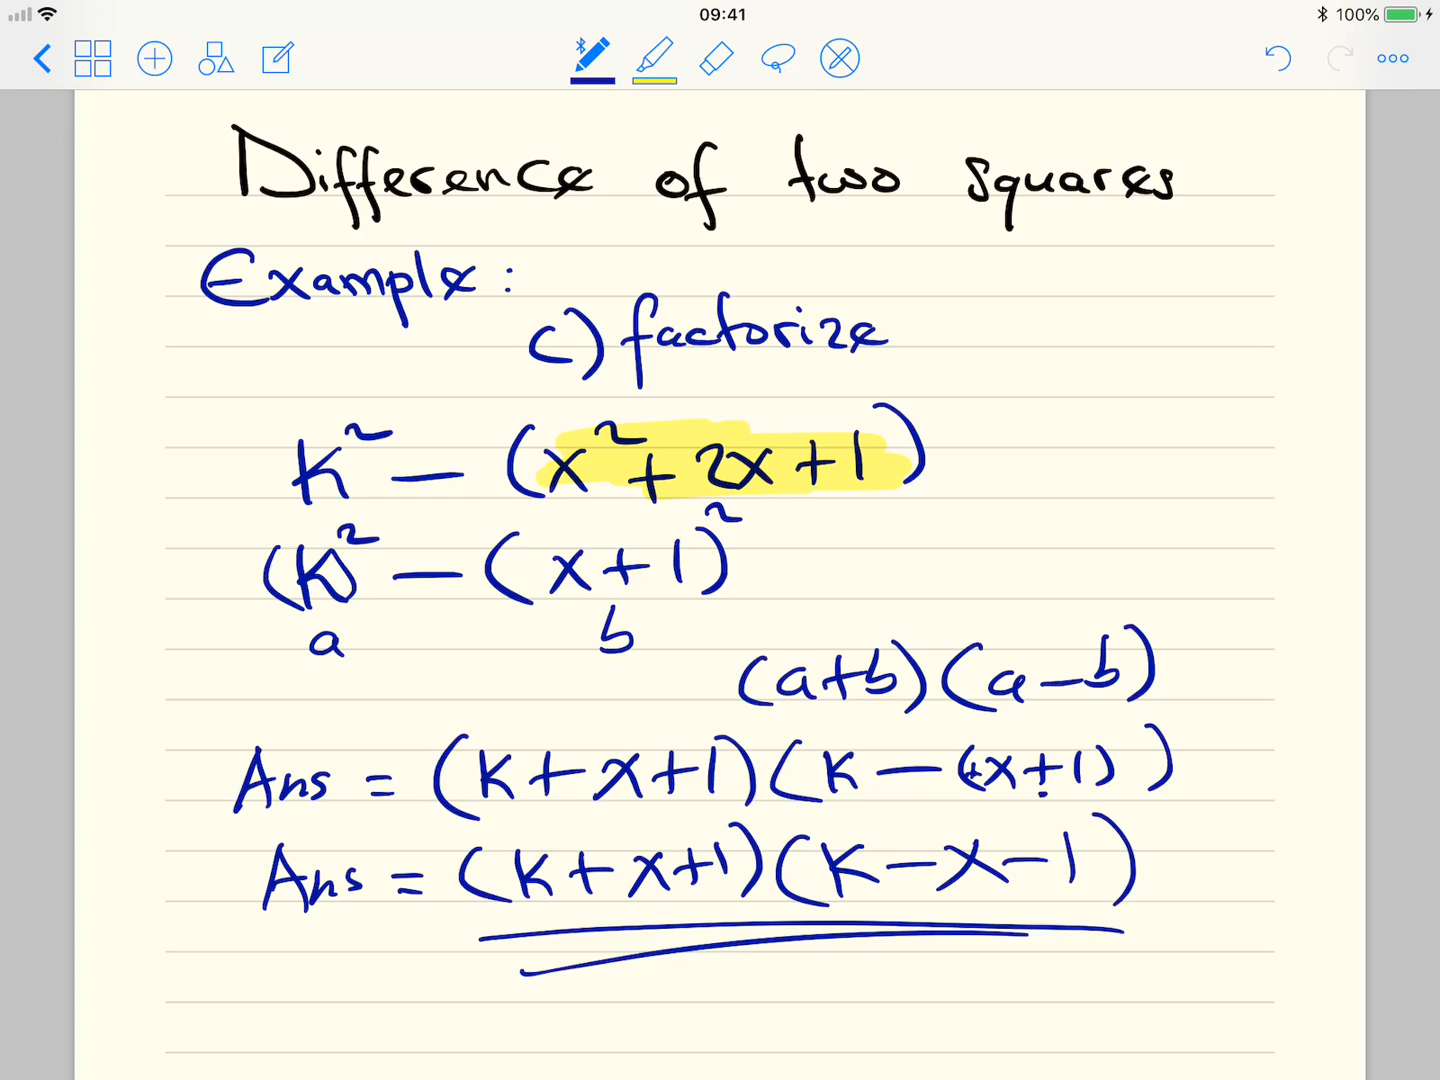 09:41
100%
Difference of two squares
Example:
c) factorize
K² – (x² + 2x + 1)
(K)² – (x + 1)²
a b
(a+b)(a–b)
Ans = (K + x + 1)(K – (+x + 1))
Ans = (K + x + 1)(K – x – 1)